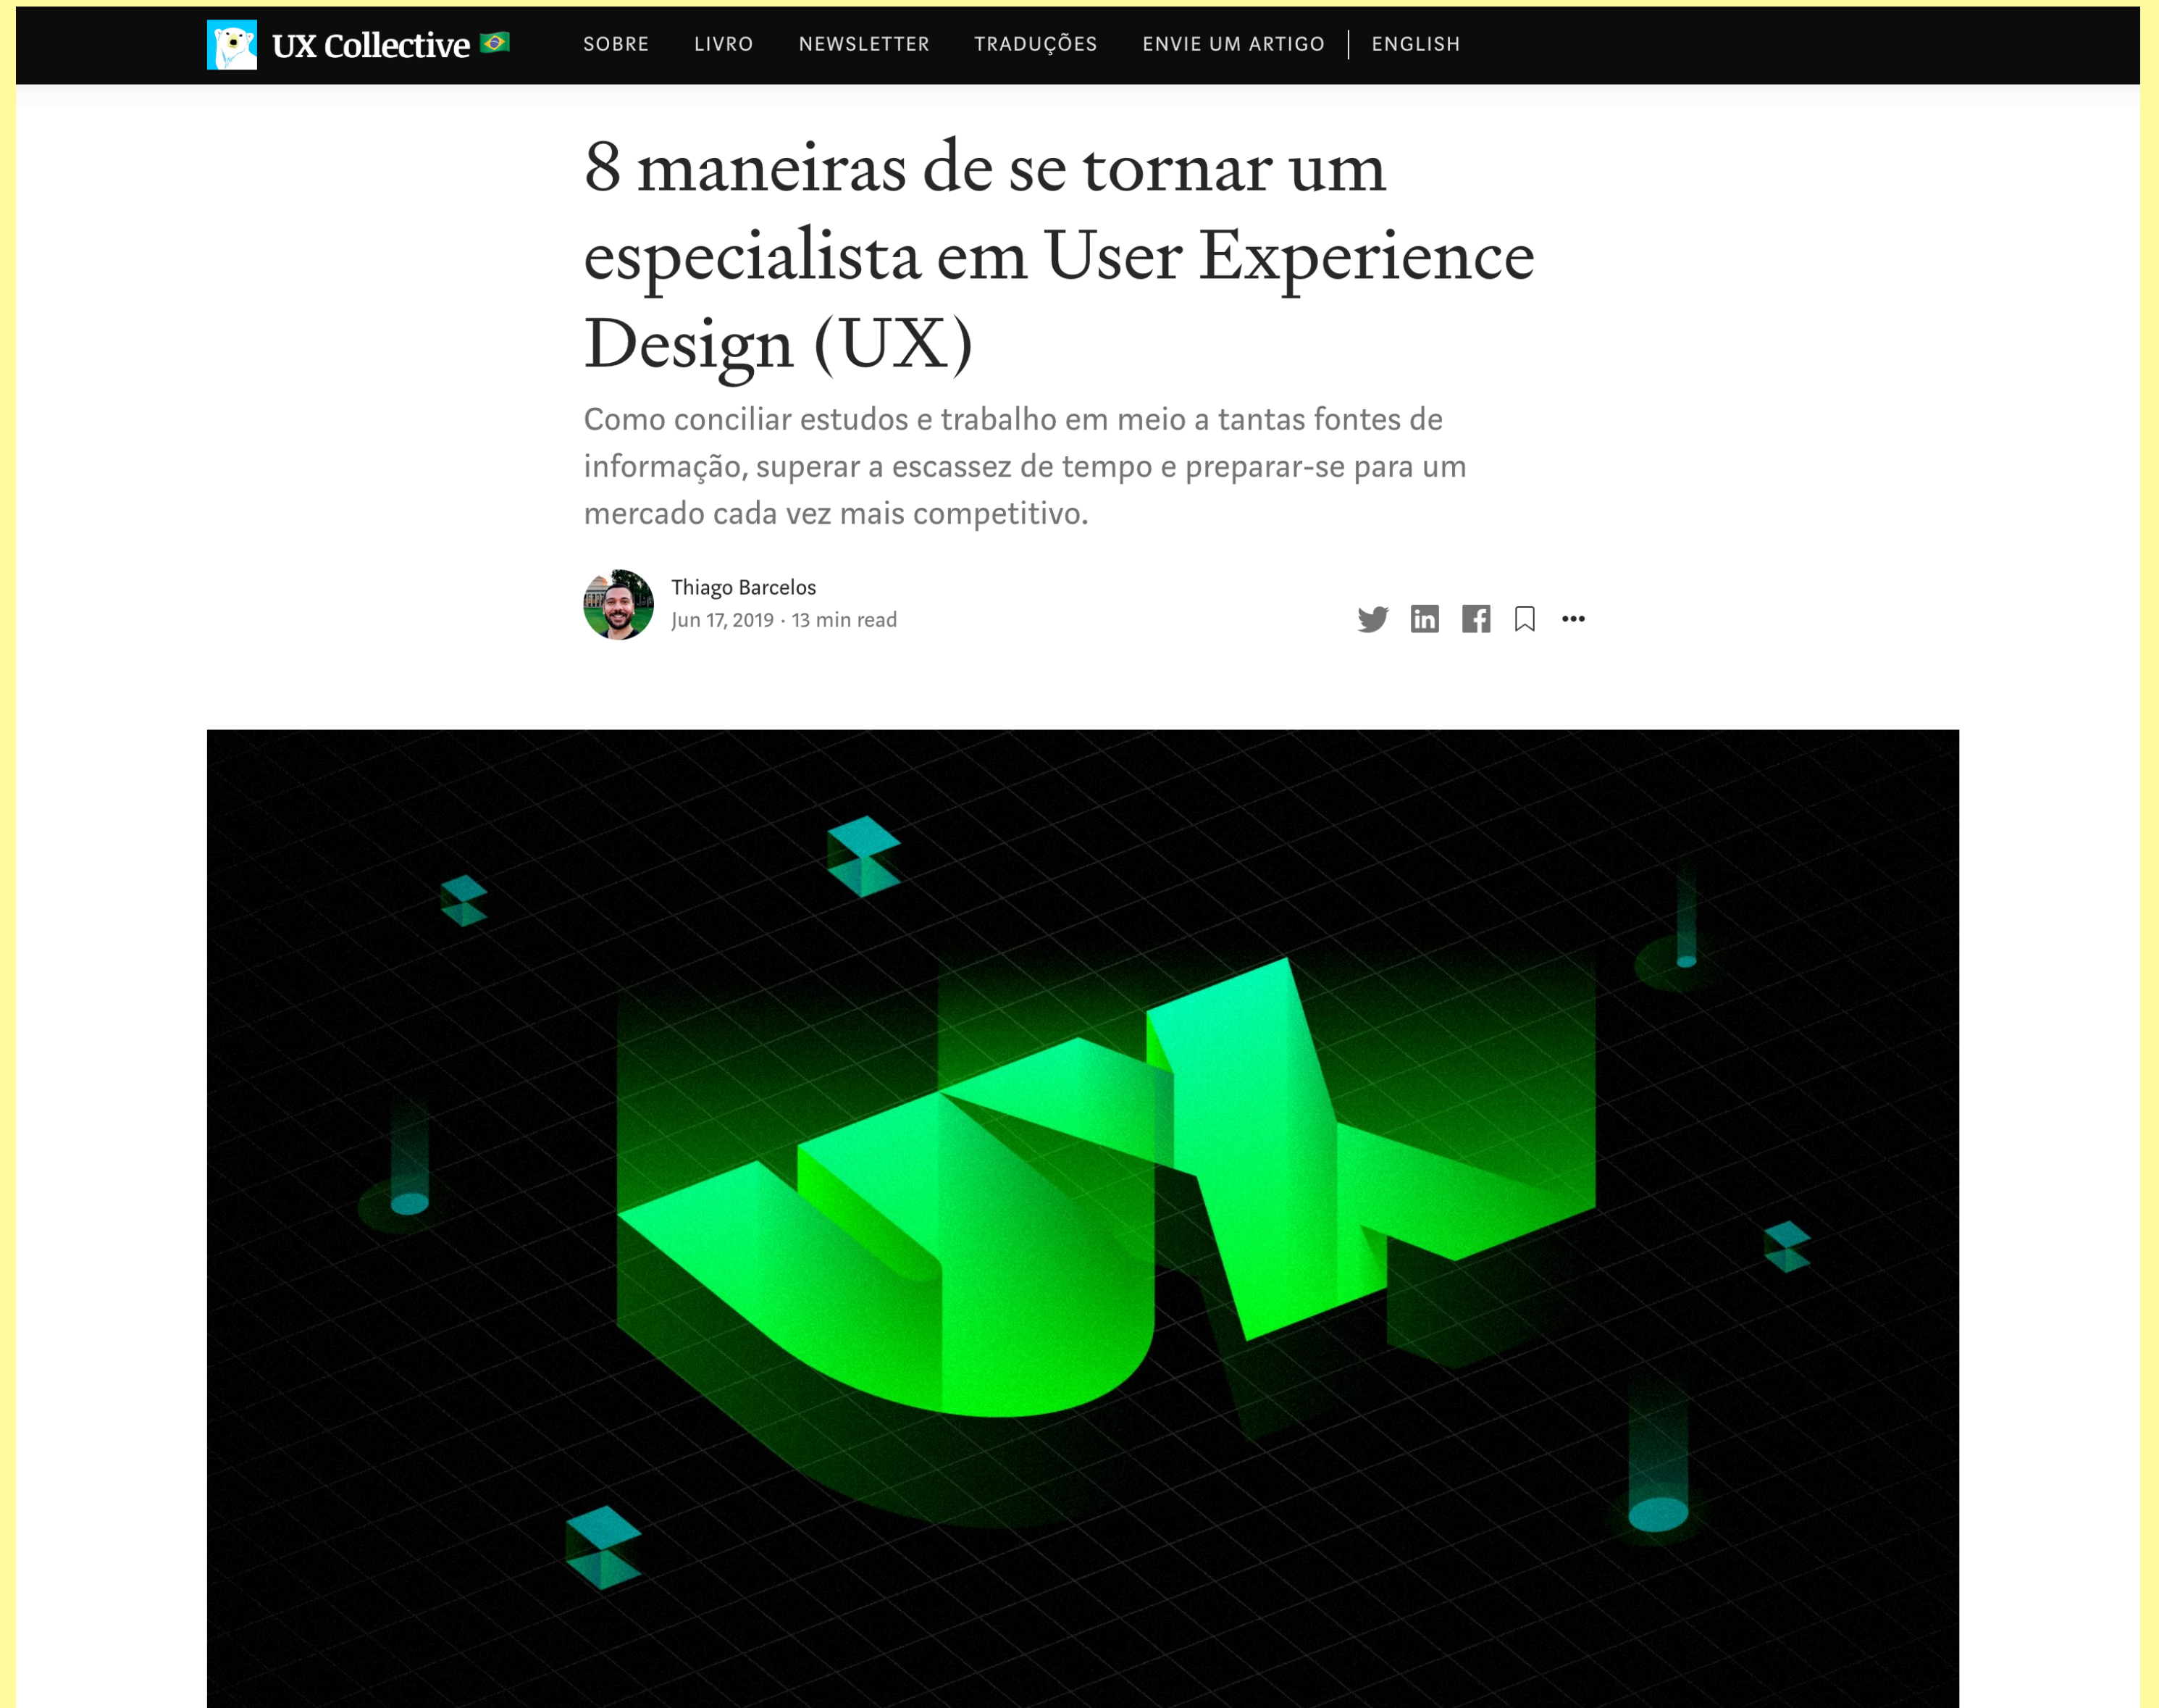 UX Collective 🇧🇷
SOBRE LIVRO NEWSLETTER TRADUÇÕES ENVIE UM ARTIGO | ENGLISH
8 maneiras de se tornar um
especialista em User Experience
Design (UX)
Como conciliar estudos e trabalho em meio a tantas fontes de
informação, superar a escassez de tempo e preparar-se para um
mercado cada vez mais competitivo.
Thiago Barcelos
Jun 17, 2019 · 13 min read
UX